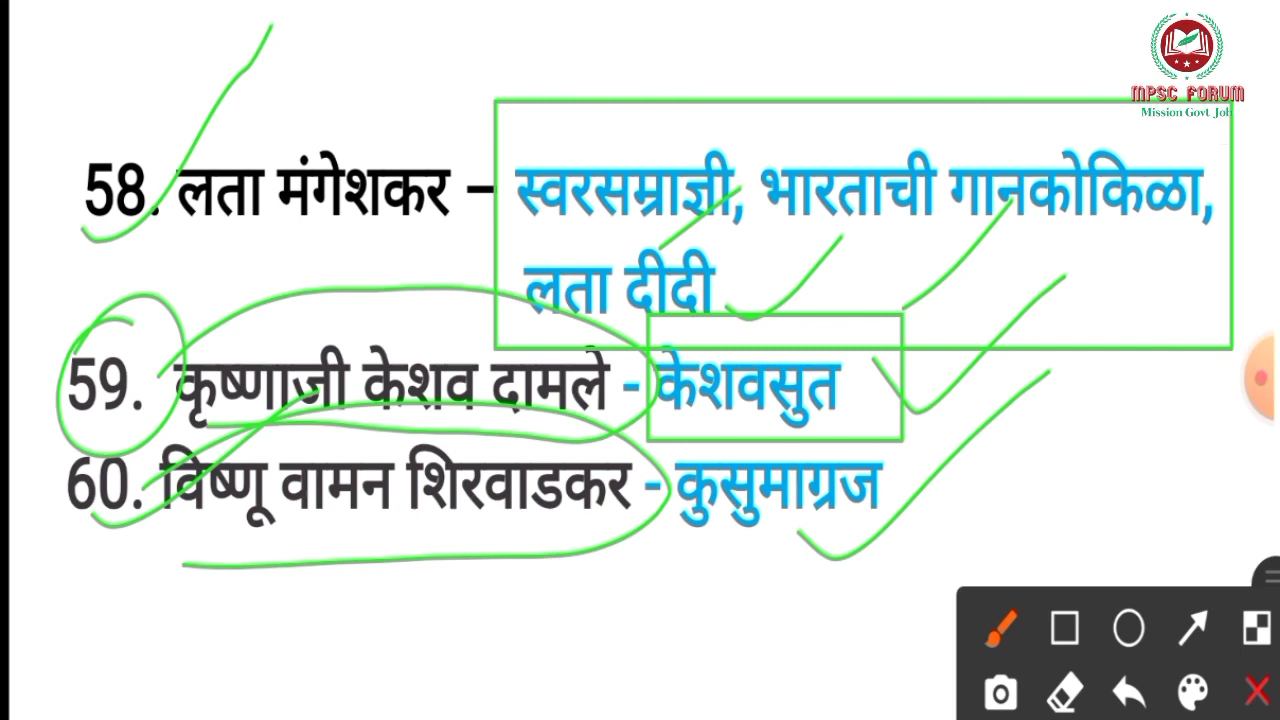 MPSC FORUM
Mission Govt Job
58. लता मंगेशकर – स्वरसम्राज्ञी, भारताची गानकोकिळा,
लता दीदी
59. कृष्णाजी केशव दामले - केशवसुत
60. विष्णू वामन शिरवाडकर - कुसुमाग्रज